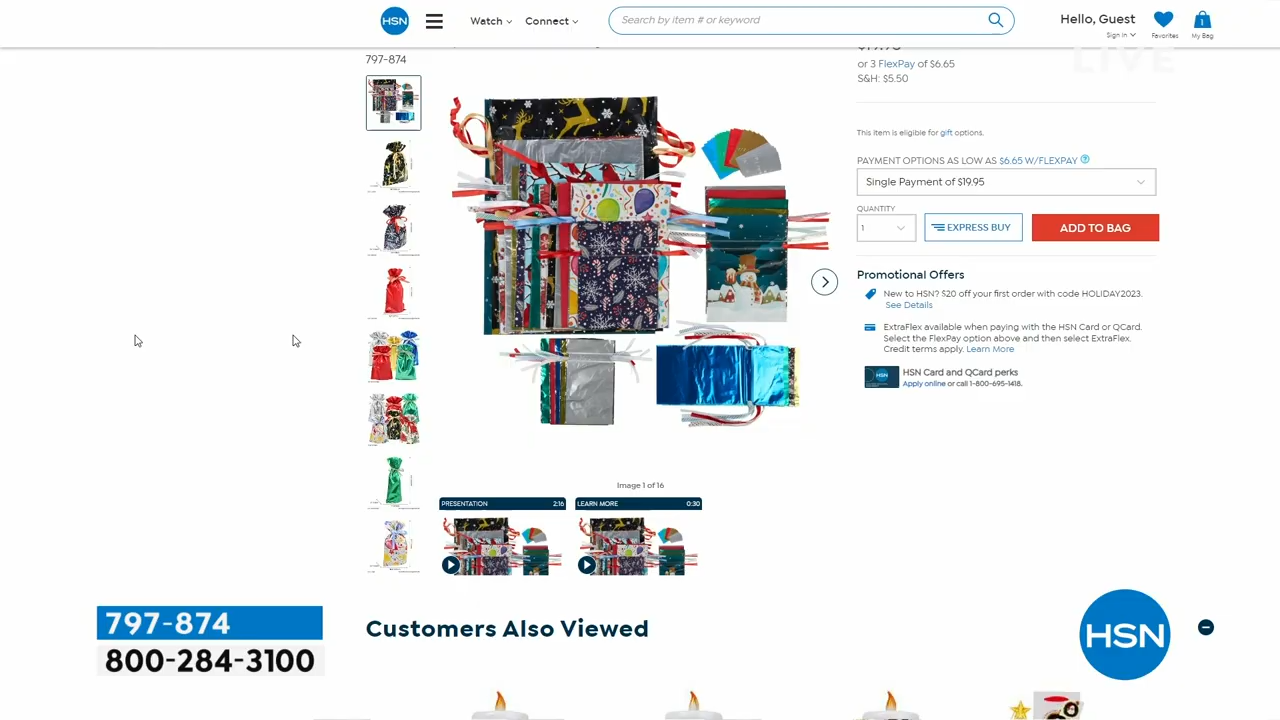 HSN
Watch
Connect
Search by item # or keyword
Hello, Guest
Sign In
Favorites
1
My Bag
LIVE
797-874
or 3 FlexPay of $6.65
S&H: $5.50
This item is eligible for gift options.
PAYMENT OPTIONS AS LOW AS $6.65 W/FLEXPAY
Single Payment of $19.95
QUANTITY
1
EXPRESS BUY
ADD TO BAG
Promotional Offers
New to HSN? $20 off your first order with code HOLIDAY2023.
See Details
ExtraFlex available when paying with the HSN Card or QCard.
Select the FlexPay option above and then select ExtraFlex.
Credit terms apply. Learn More
HSN Card and QCard perks
Apply online or call 1-800-695-1418.
Image 1 of 16
PRESENTATION 2:16
LEARN MORE 0:30
Customers Also Viewed
797-874
800-284-3100
HSN